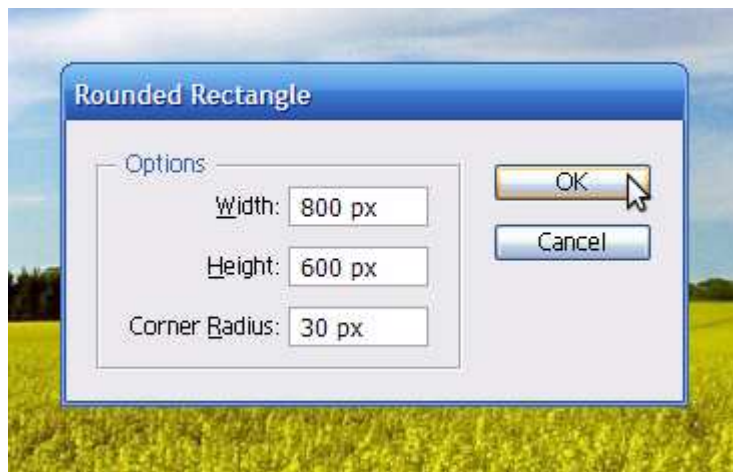 Rounded Rectangle
Options
Width: 800 px
Height: 600 px
Corner Radius: 30 px
OK
Cancel